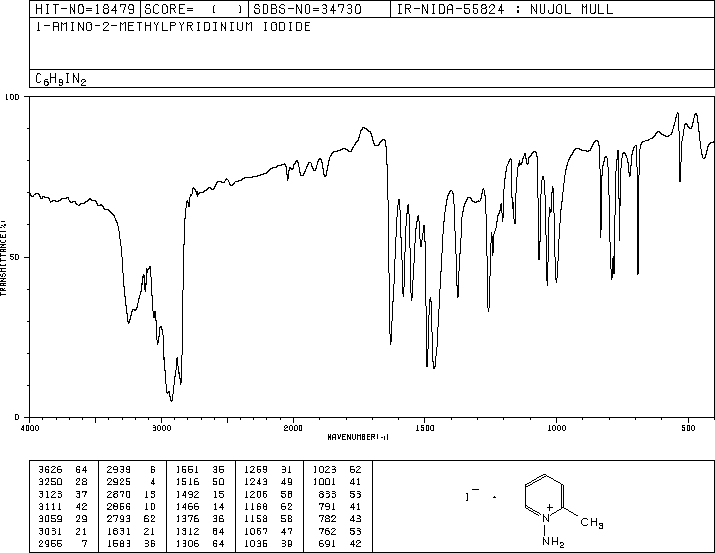 HIT-NO=18479 SCORE= ( ) SDBS-NO=34730 IR-NIDA-55824 : NUJOL MULL
1-AMINO-2-METHYLPYRIDINIUM IODIDE
C6H9IN2
100
TRANSMITTANCE(%)
50
0
4000 3000 2000 1500 1000 500
WAVENUMBER(-1)
3626 64 2939 6 1551 36 1259 31 1023 62
3250 28 2925 4 1516 50 1243 49 1001 41
3123 37 2870 15 1492 15 1206 58 833 53
3111 42 2856 10 1466 14 1168 62 791 41
3059 29 2793 62 1376 36 1158 58 782 43
3031 21 1631 21 1312 64 1067 47 762 53
2955 7 1583 36 1306 64 1036 39 691 42
I− .
N+
CH3
NH2